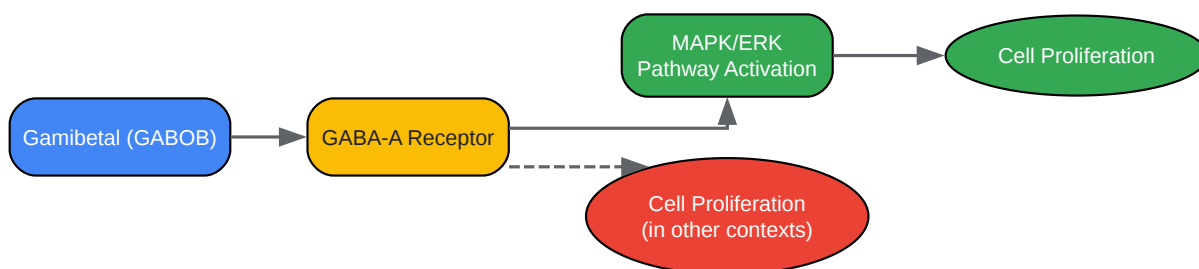 Gamibetal (GABOB)
GABA-A Receptor
MAPK/ERK
Pathway Activation
Cell Proliferation
Cell Proliferation
(in other contexts)